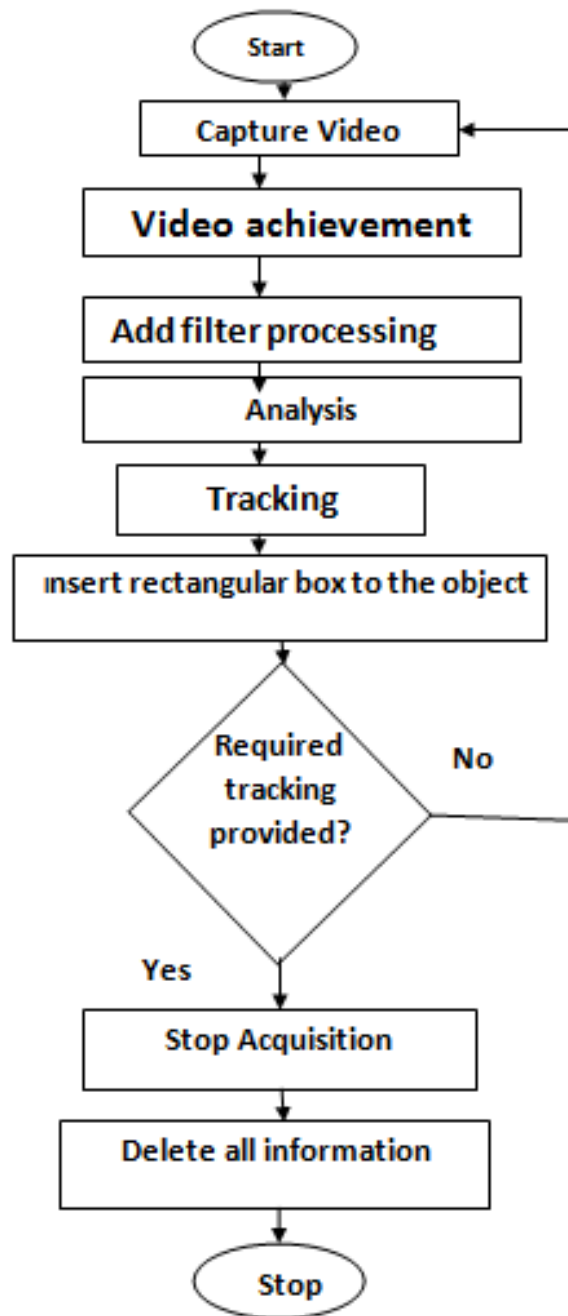 Start
Capture Video
Video achievement
Add filter processing
Analysis
Tracking
Insert rectangular box to the object
Required
tracking
provided?
No
Yes
Stop Acquisition
Delete all information
Stop